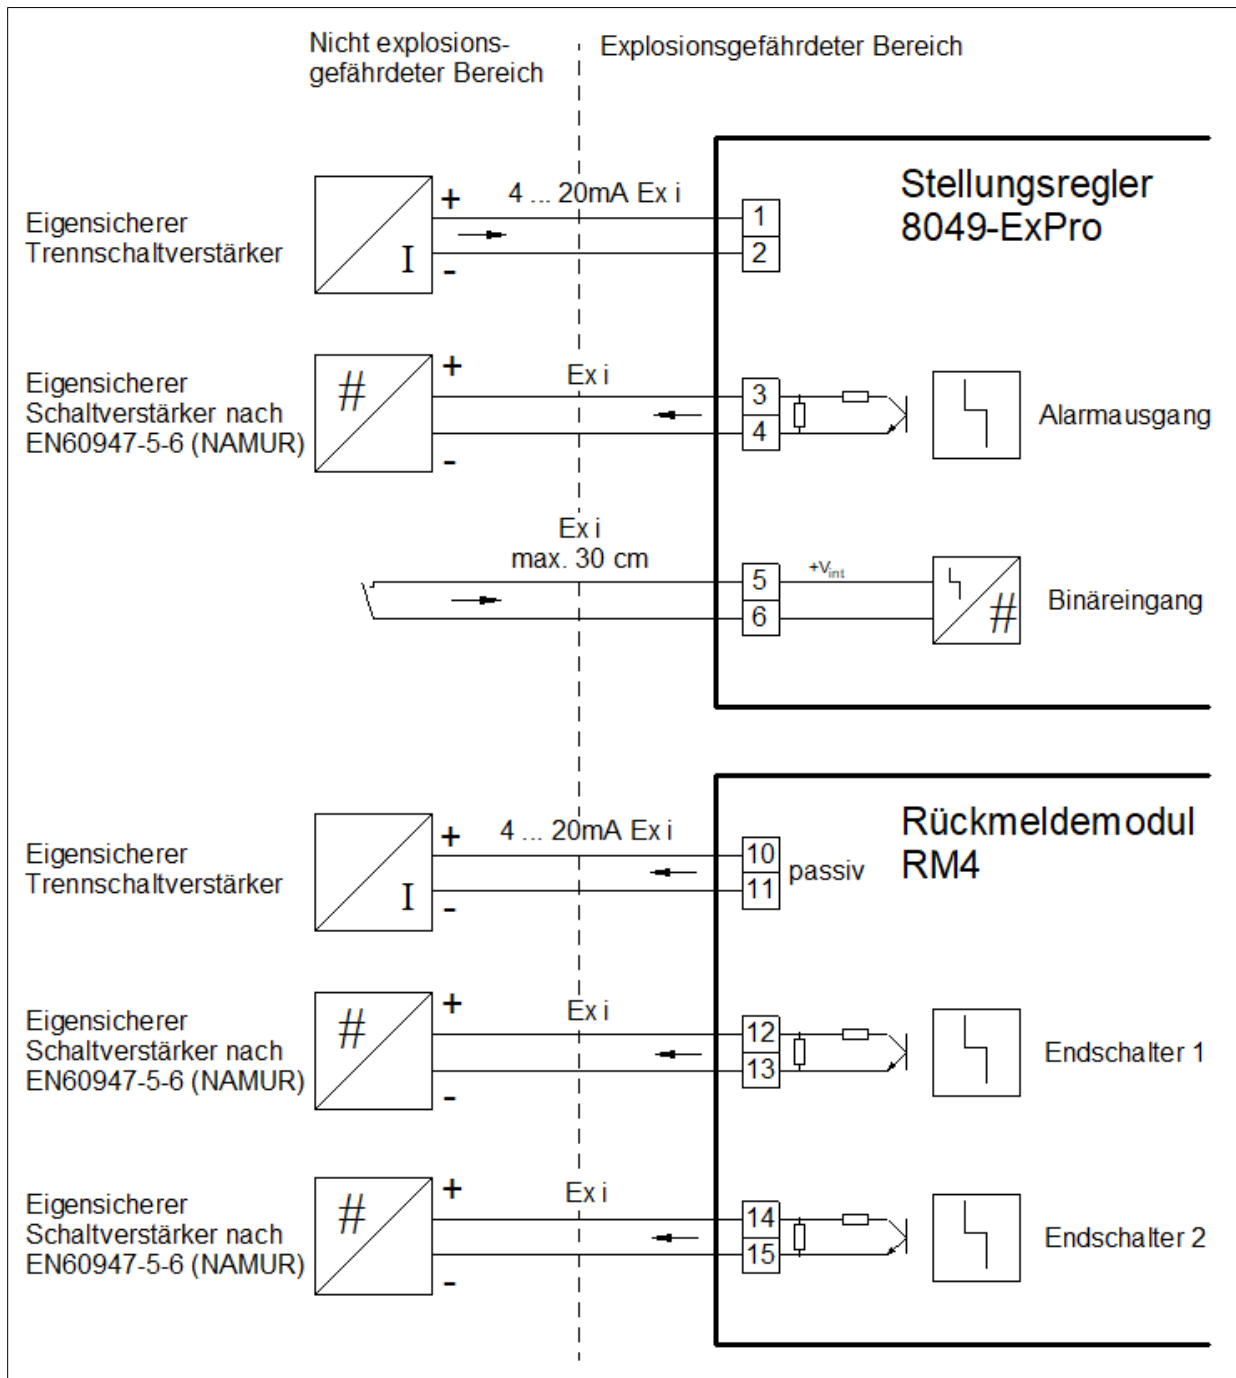 Nicht explosions-
gefährdeter Bereich
Explosionsgefährdeter Bereich
Stellungsregler
8049-ExPro
Eigensicherer
Trennschaltverstärker
I
+
-
4 ... 20mA Ex i
1
2
Eigensicherer
Schaltverstärker nach
EN60947-5-6 (NAMUR)
#
+
-
Ex i
3
4
Alarmausgang
Ex i
max. 30 cm
5
6
+Vint
#
Binäreingang
Rückmeldemodul
RM4
Eigensicherer
Trennschaltverstärker
I
+
-
4 ... 20mA Ex i
10
11
passiv
Eigensicherer
Schaltverstärker nach
EN60947-5-6 (NAMUR)
#
+
-
Ex i
12
13
Endschalter 1
Eigensicherer
Schaltverstärker nach
EN60947-5-6 (NAMUR)
#
+
-
Ex i
14
15
Endschalter 2